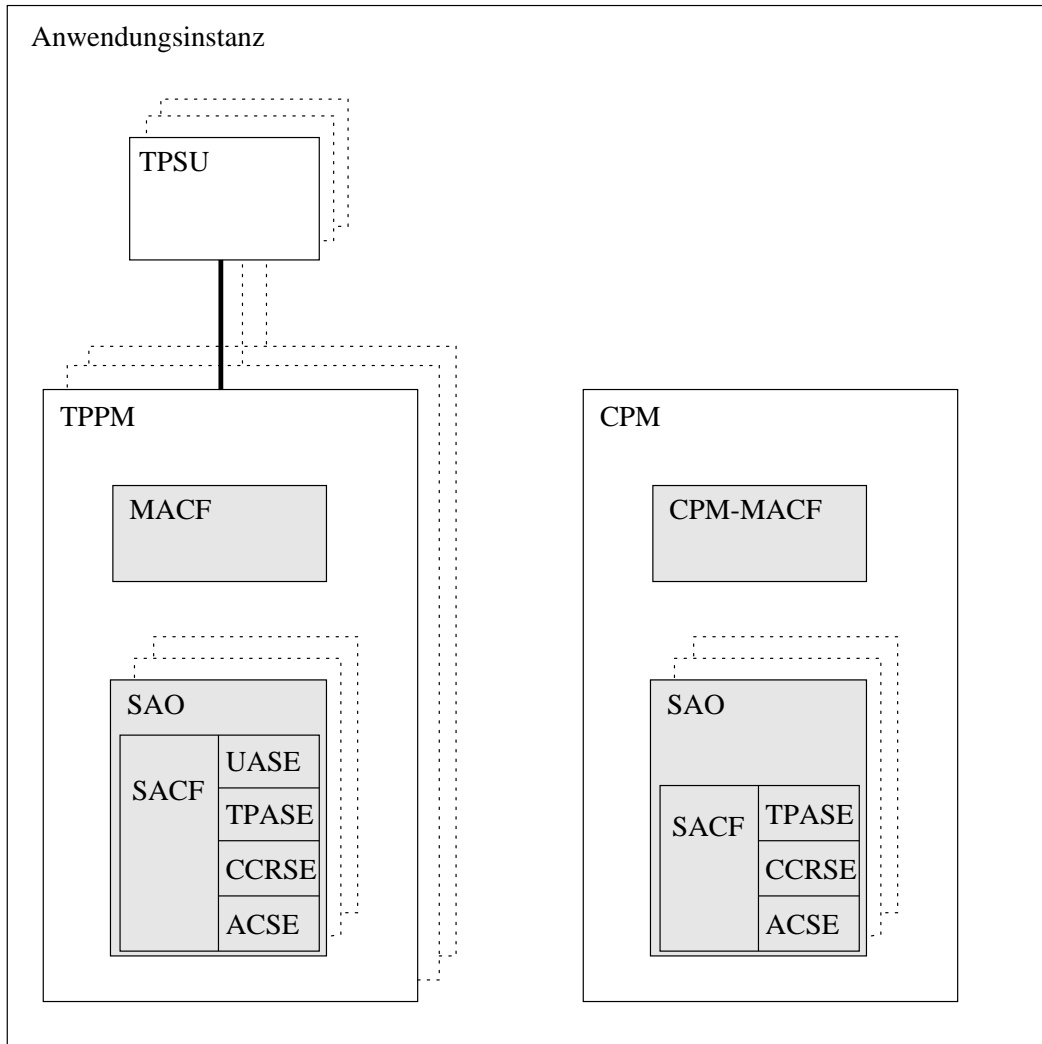 Anwendungsinstanz
TPSU
TPPM
MACF
SAO
SACF
UASE
TPASE
CCRSE
ACSE
CPM
CPM-MACF
SAO
SACF
TPASE
CCRSE
ACSE